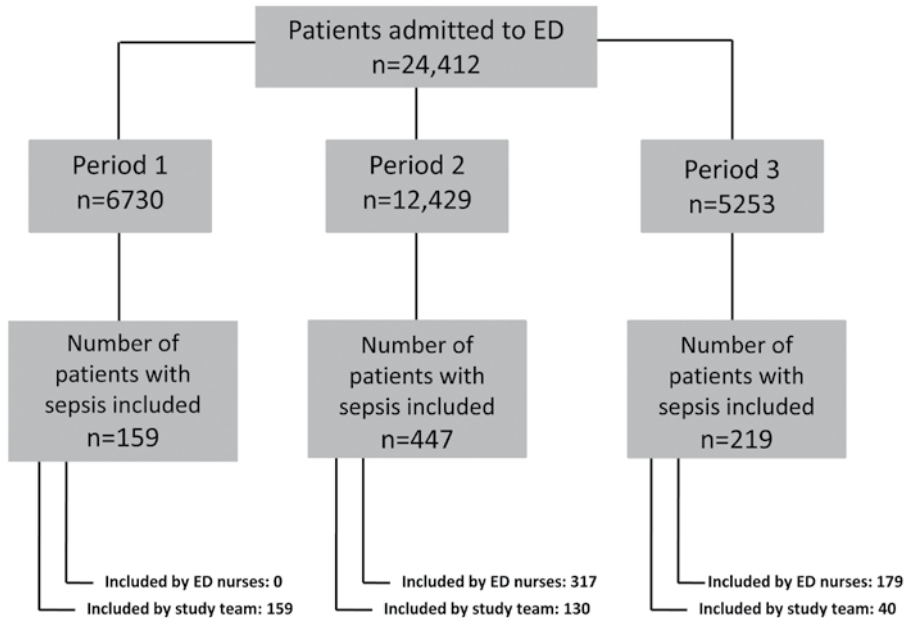 Patients admitted to ED
n=24,412
Period 1
n=6730
Period 2
n=12,429
Period 3
n=5253
Number of
patients with
sepsis included
n=159
Number of
patients with
sepsis included
n=447
Number of
patients with
sepsis included
n=219
Included by ED nurses: 0
Included by study team: 159
Included by ED nurses: 317
Included by study team: 130
Included by ED nurses: 179
Included by study team: 40